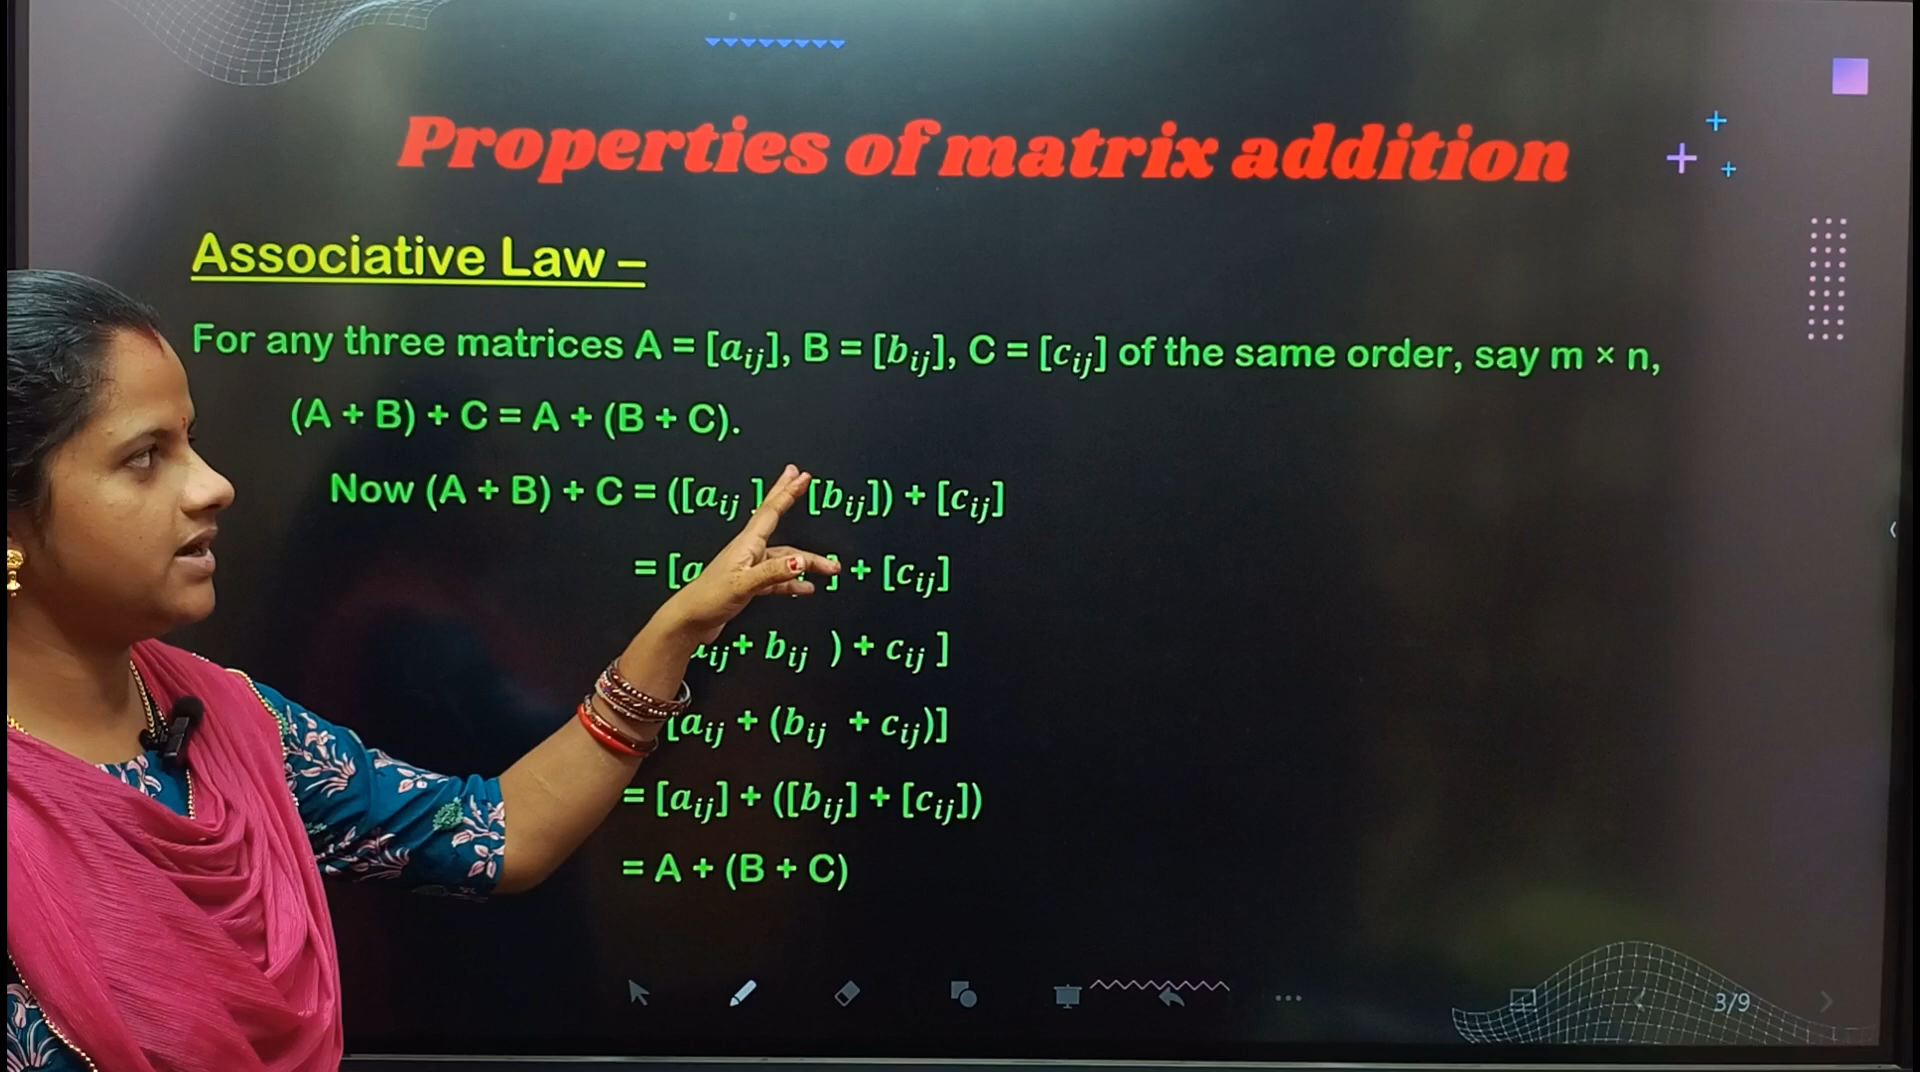 Properties of matrix addition
Associative Law –
For any three matrices A = [aᵢⱼ], B = [bᵢⱼ], C = [cᵢⱼ] of the same order, say m × n,
(A + B) + C = A + (B + C).
Now (A + B) + C = ([aᵢⱼ ] [bᵢⱼ]) + [cᵢⱼ]
= [a ] + [cᵢⱼ]
ᵢⱼ+ bᵢⱼ ) + cᵢⱼ ]
[aᵢⱼ + (bᵢⱼ + cᵢⱼ)]
= [aᵢⱼ] + ([bᵢⱼ] + [cᵢⱼ])
= A + (B + C)
3/9